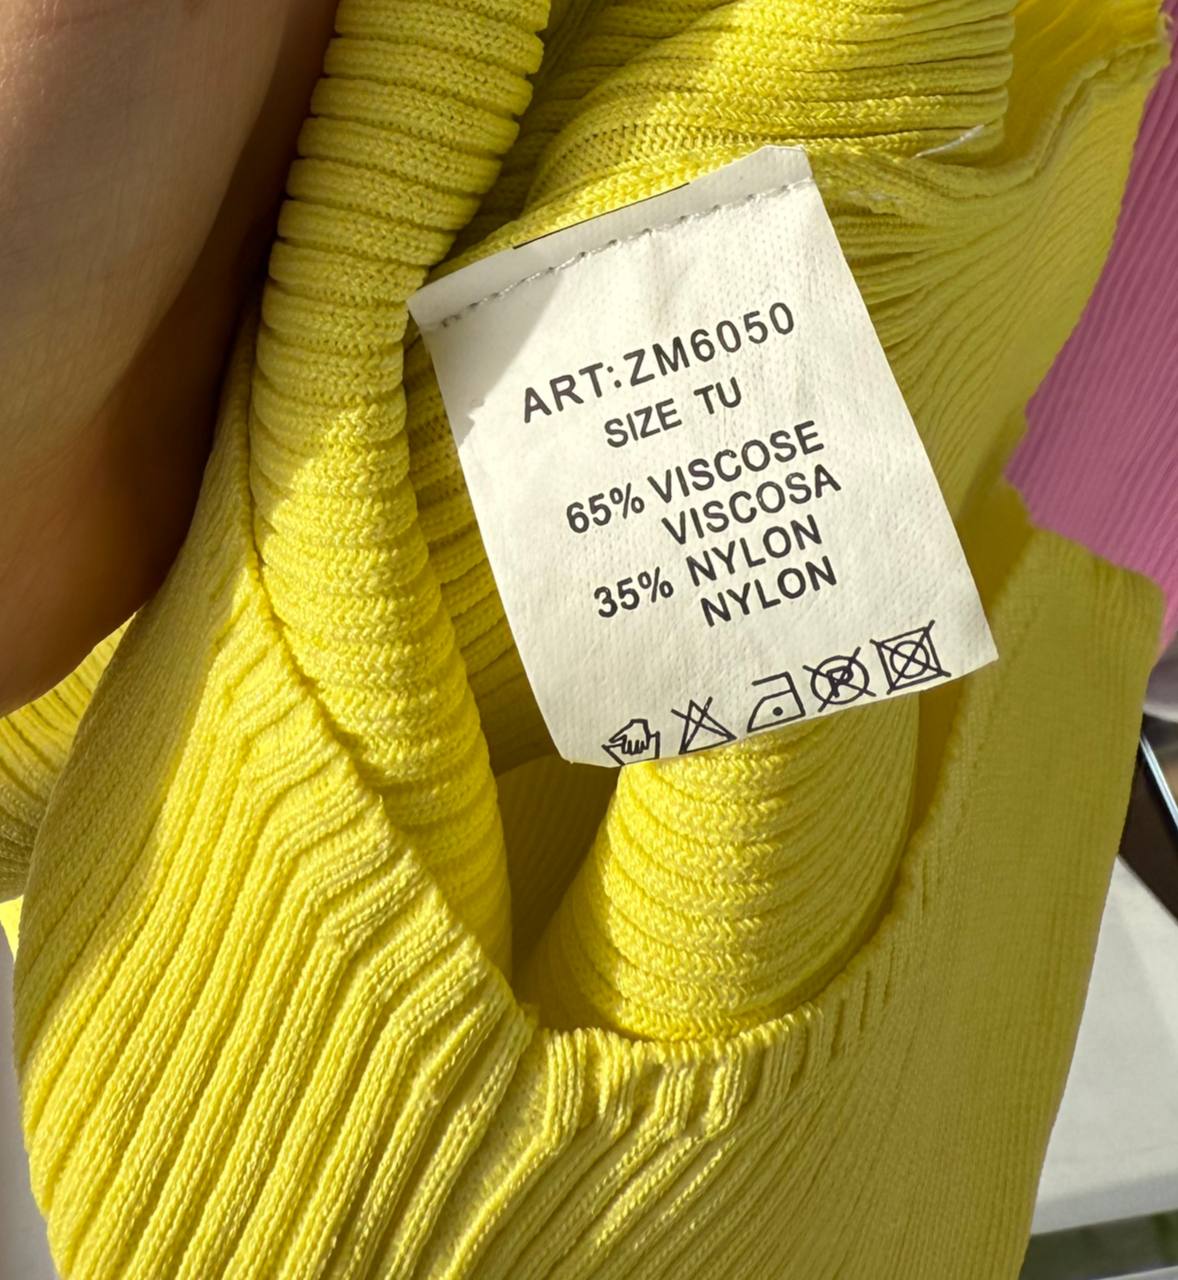 ART:ZM6050
SIZE TU
65% VISCOSE
VISCOSA
35% NYLON
NYLON
P